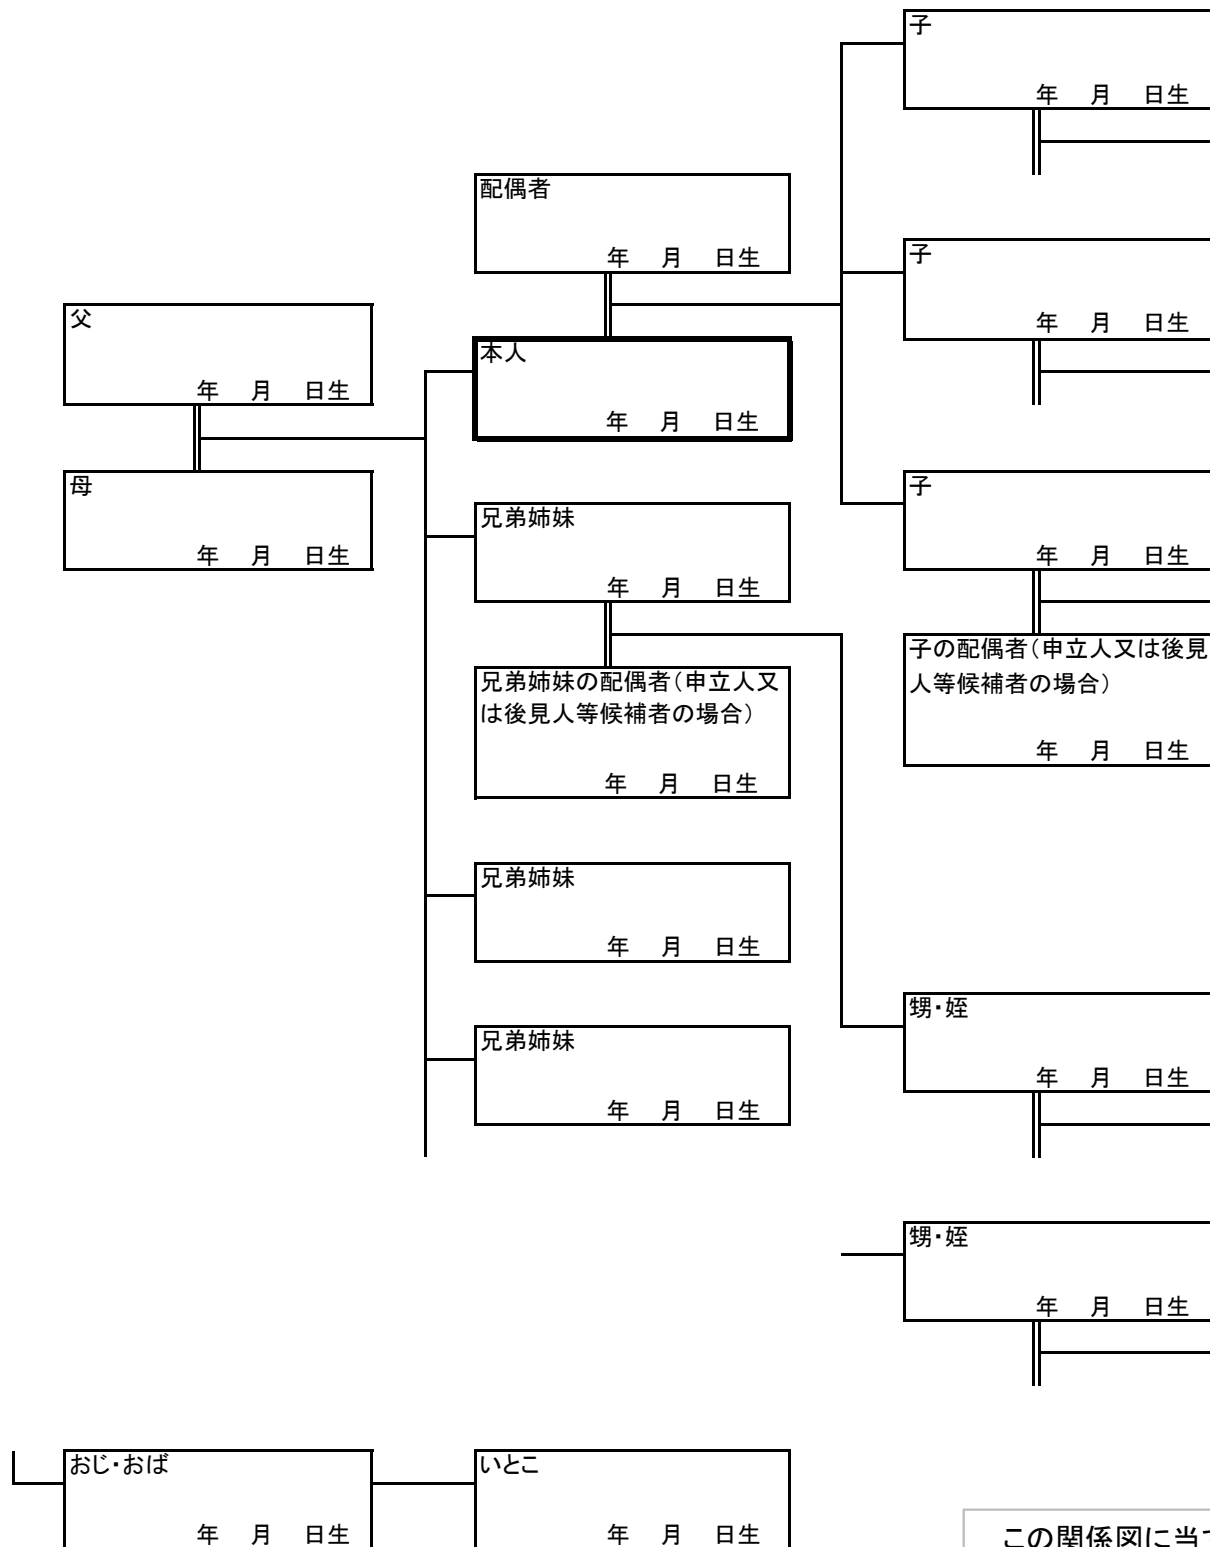 子
年 月 日生
配偶者
年 月 日生
子
年 月 日生
父
年 月 日生
本人
年 月 日生
母
年 月 日生
子
年 月 日生
兄弟姉妹
年 月 日生
子の配偶者(申立人又は後見
人等候補者の場合)
年 月 日生
兄弟姉妹の配偶者(申立人又
は後見人等候補者の場合)
年 月 日生
兄弟姉妹
年 月 日生
甥・姪
年 月 日生
兄弟姉妹
年 月 日生
甥・姪
年 月 日生
おじ・おば
年 月 日生
いとこ
年 月 日生
この関係図に当